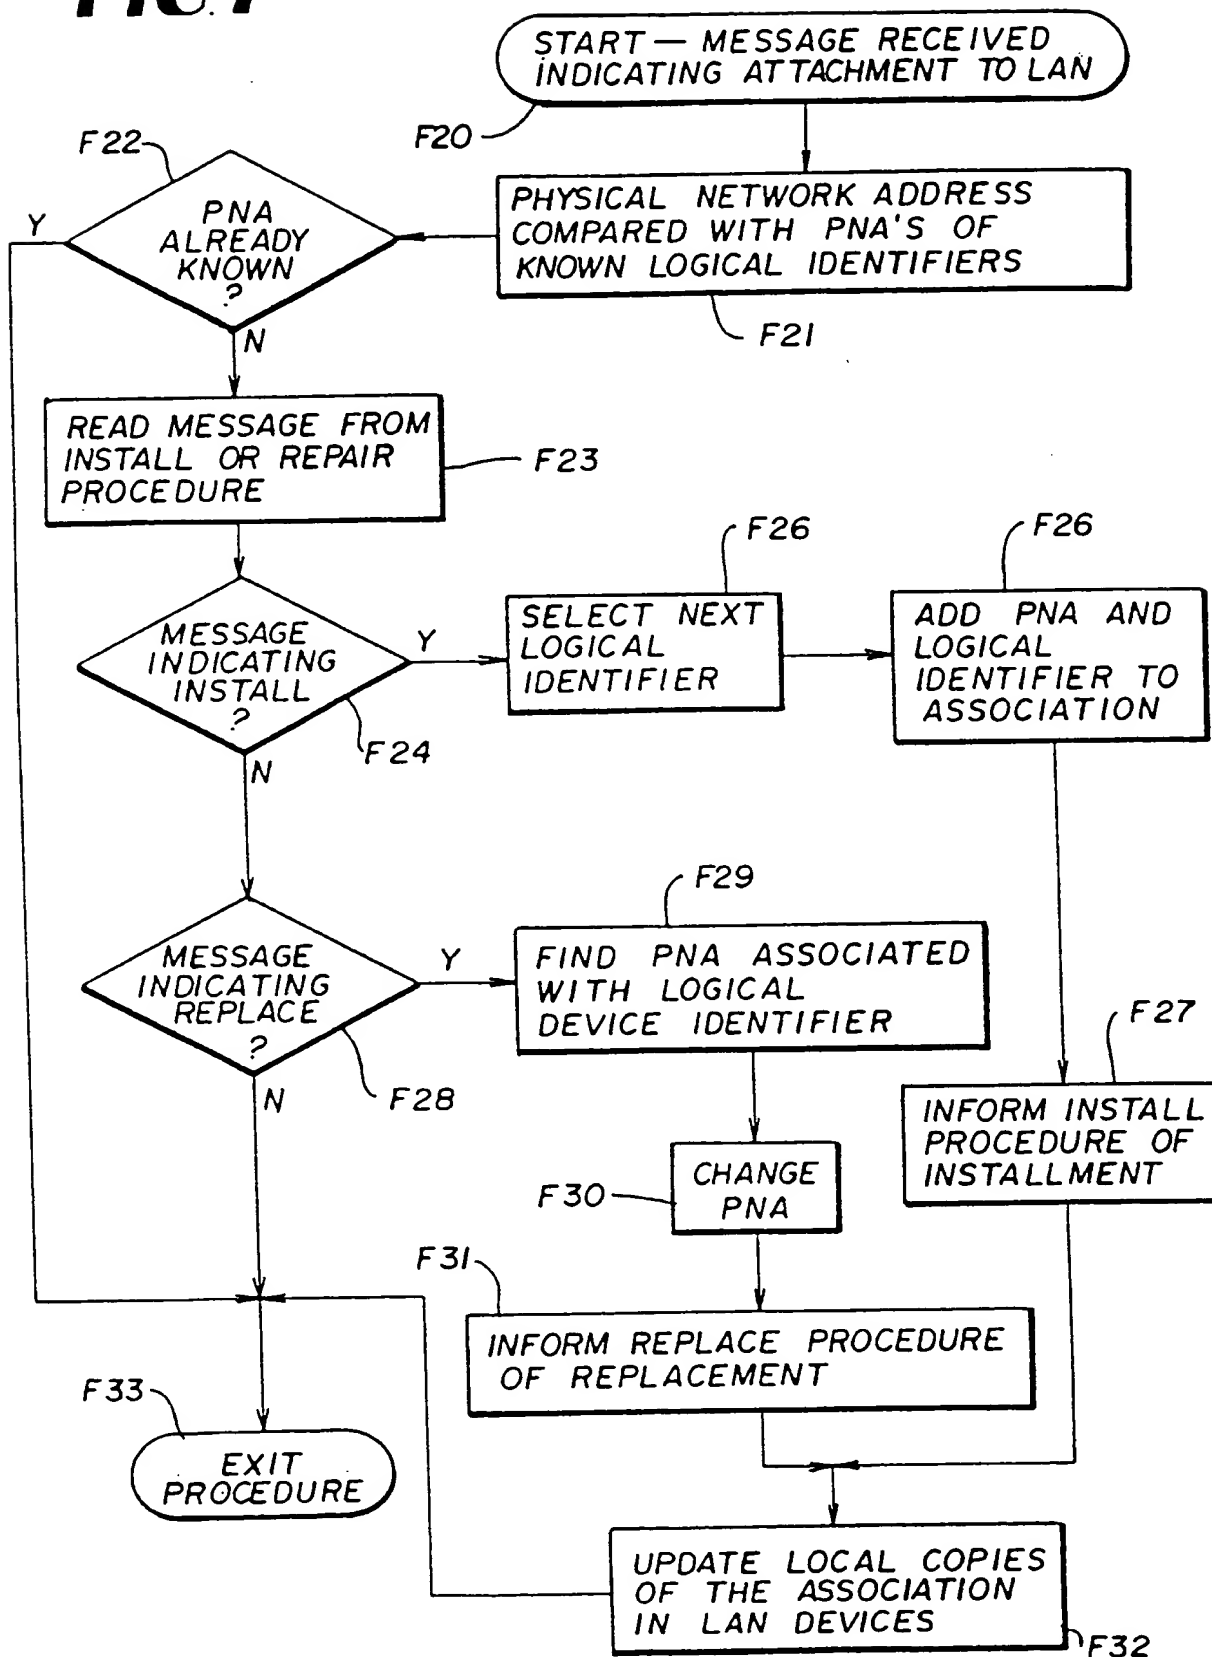 START — MESSAGE RECEIVED
INDICATING ATTACHMENT TO LAN
F20
F22
PHYSICAL NETWORK ADDRESS
COMPARED WITH PNA'S OF
KNOWN LOGICAL IDENTIFIERS
F21
Y
PNA
ALREADY
KNOWN
?
N
READ MESSAGE FROM
INSTALL OR REPAIR
PROCEDURE
F23
MESSAGE
INDICATING
INSTALL
?
Y
F24
N
F26
SELECT NEXT
LOGICAL
IDENTIFIER
F26
ADD PNA AND
LOGICAL
IDENTIFIER TO
ASSOCIATION
MESSAGE
INDICATING
REPLACE
?
Y
F28
N
F29
FIND PNA ASSOCIATED
WITH LOGICAL
DEVICE IDENTIFIER
F27
INFORM INSTALL
PROCEDURE OF
INSTALLMENT
F30
CHANGE
PNA
F31
INFORM REPLACE PROCEDURE
OF REPLACEMENT
F33
EXIT
PROCEDURE
UPDATE LOCAL COPIES
OF THE ASSOCIATION
IN LAN DEVICES
F32